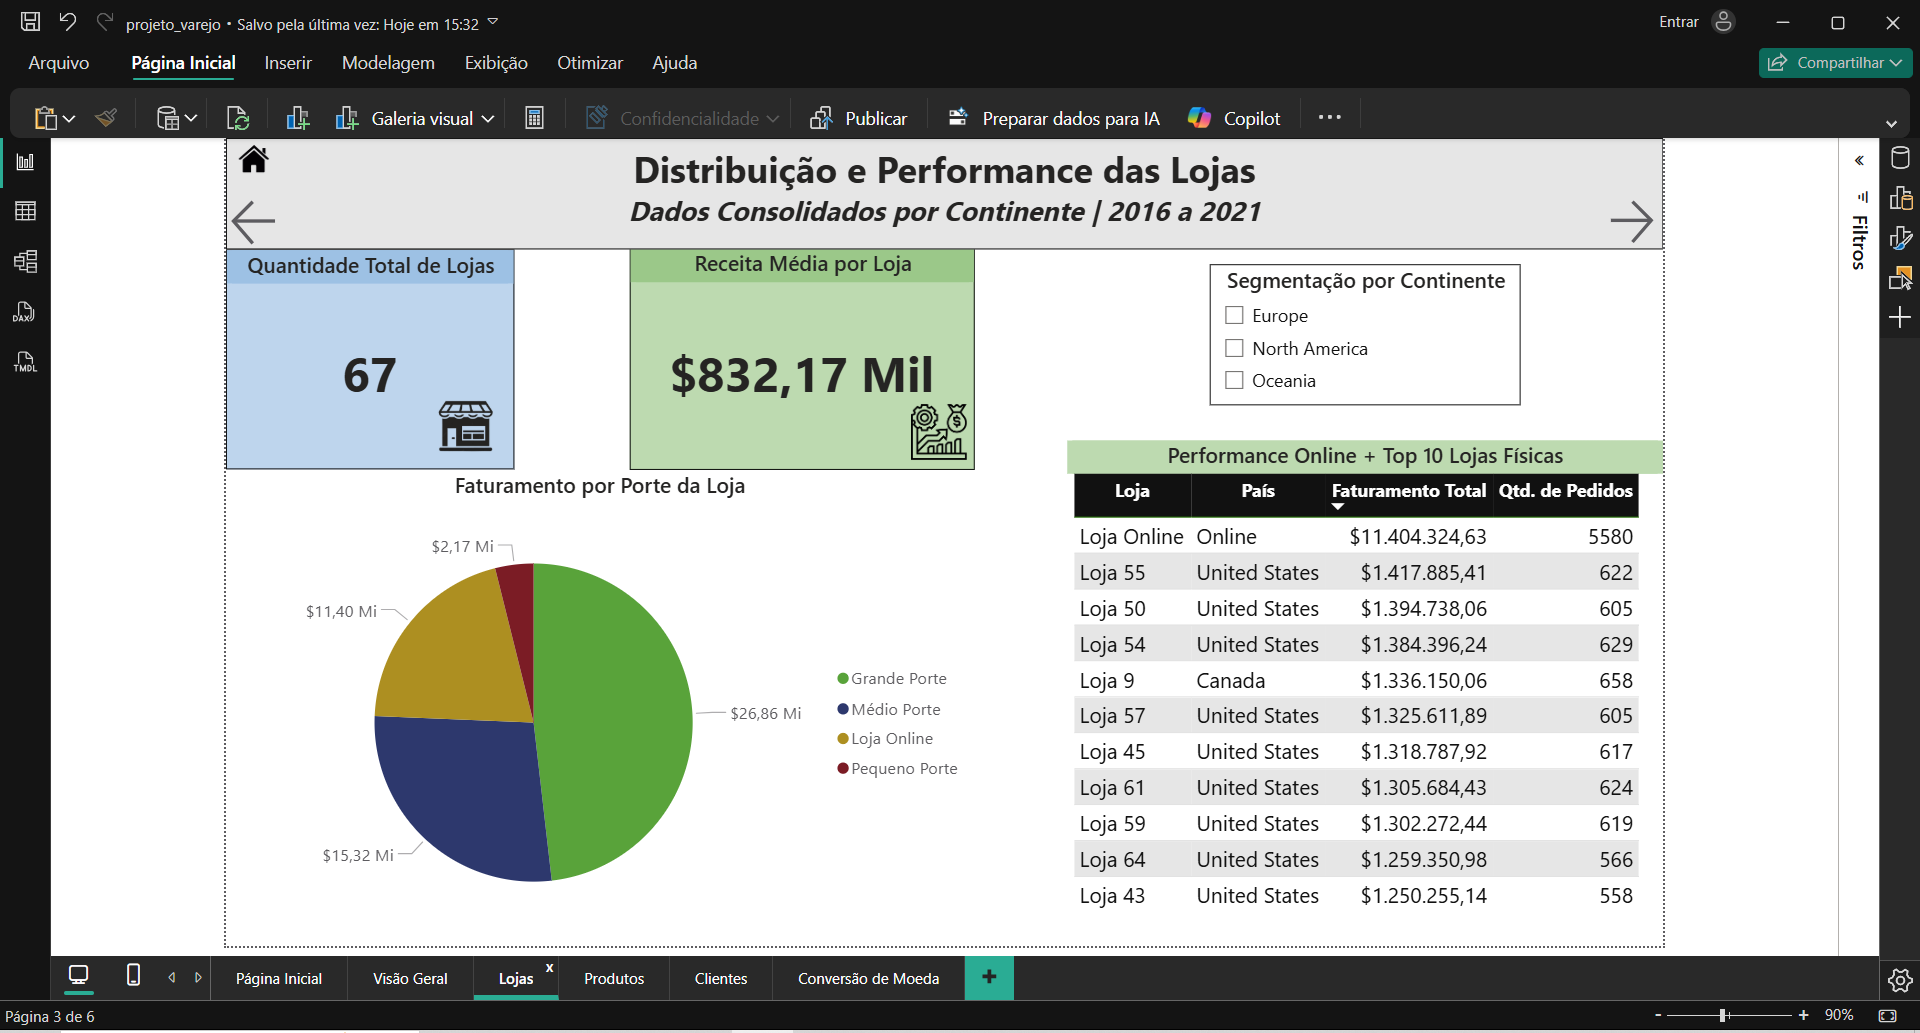 projeto_varejo • Salvo pela última vez: Hoje em 15:32
Entrar
Arquivo Página Inicial Inserir Modelagem Exibição Otimizar Ajuda
Compartilhar
Galeria visual Confidencialidade Publicar Preparar dados para IA Copilot
Distribuição e Performance das Lojas
Dados Consolidados por Continente | 2016 a 2021
Filtros
DAX
TMDL
Quantidade Total de Lojas
67
Receita Média por Loja
$832,17 Mil
Segmentação por Continente
Europe
North America
Oceania
Faturamento por Porte da Loja
$2,17 Mi
$11,40 Mi
$26,86 Mi
$15,32 Mi
Grande Porte
Médio Porte
Loja Online
Pequeno Porte
Performance Online + Top 10 Lojas Físicas
Loja País Faturamento Total Qtd. de Pedidos
Loja Online Online $11.404.324,63 5580
Loja 55 United States $1.417.885,41 622
Loja 50 United States $1.394.738,06 605
Loja 54 United States $1.384.396,24 629
Loja 9 Canada $1.336.150,06 658
Loja 57 United States $1.325.611,89 605
Loja 45 United States $1.318.787,92 617
Loja 61 United States $1.305.684,43 624
Loja 59 United States $1.302.272,44 619
Loja 64 United States $1.259.350,98 566
Loja 43 United States $1.250.255,14 558
Página Inicial Visão Geral Lojas x Produtos Clientes Conversão de Moeda +
Página 3 de 6
- + 90%